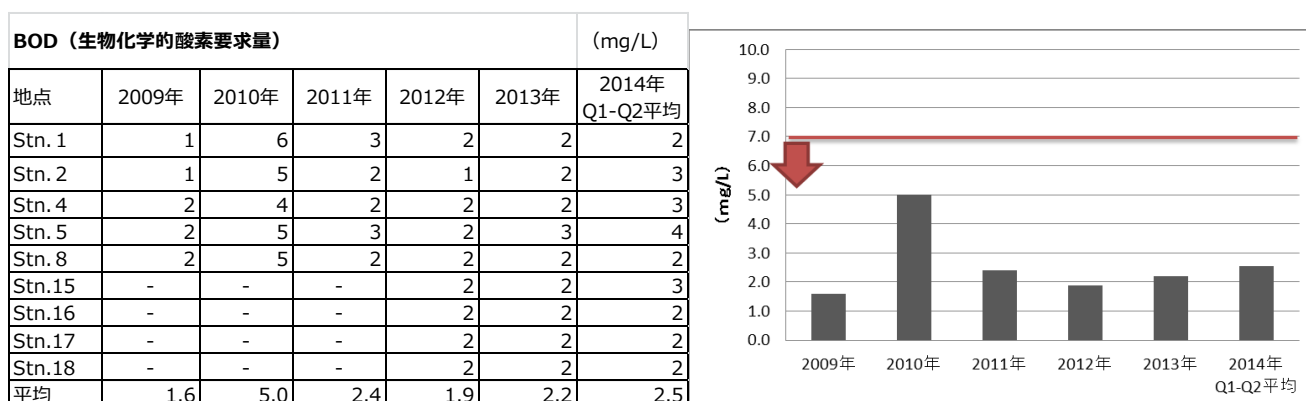 BOD（生物化学的酸素要求量） （mg/L）
地点 2009年 2010年 2011年 2012年 2013年 2014年 Q1-Q2平均
Stn. 1 1 6 3 2 2 2
Stn. 2 1 5 2 1 2 3
Stn. 4 2 4 2 2 2 3
Stn. 5 2 5 3 2 3 4
Stn. 8 2 5 2 2 2 2
Stn.15 - - - 2 2 3
Stn.16 - - - 2 2 2
Stn.17 - - - 2 2 2
Stn.18 - - - 2 2 2
平均 1.6 5.0 2.4 1.9 2.2 2.5
（mg/L）
10.0
9.0
8.0
7.0
6.0
5.0
4.0
3.0
2.0
1.0
0.0
2009年 2010年 2011年 2012年 2013年 2014年
Q1-Q2平均